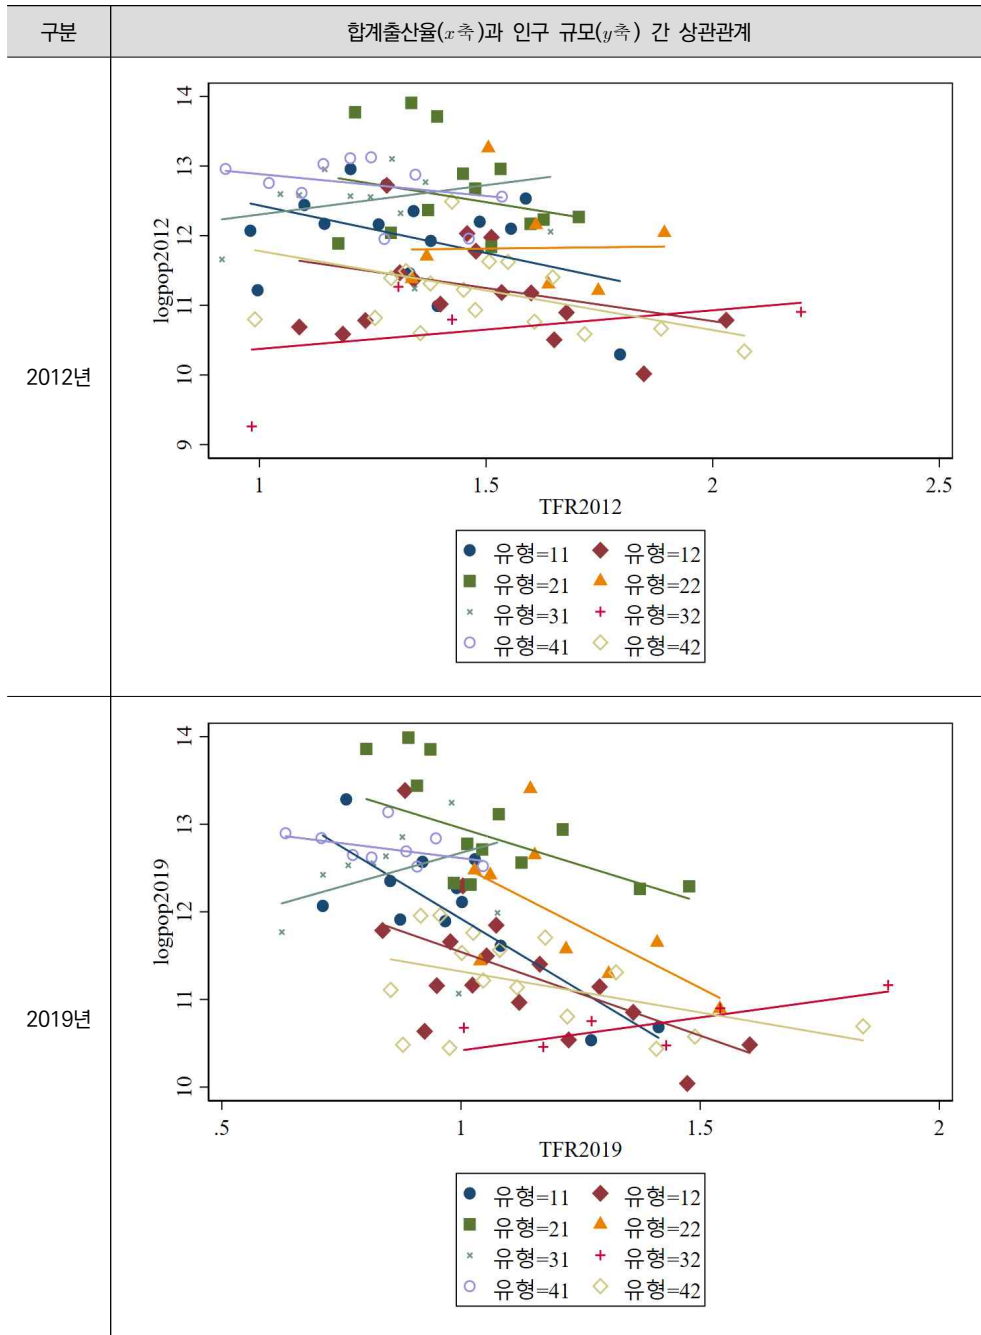 구분
합계출산율(x축)과 인구 규모(y축) 간 상관관계
2012년
logpop2012
14
13
12
11
10
9
1
1.5
2
2.5
TFR2012
유형=11
유형=12
유형=21
유형=22
유형=31
유형=32
유형=41
유형=42
2019년
logpop2019
14
13
12
11
10
.5
1
1.5
2
TFR2019
유형=11
유형=12
유형=21
유형=22
유형=31
유형=32
유형=41
유형=42